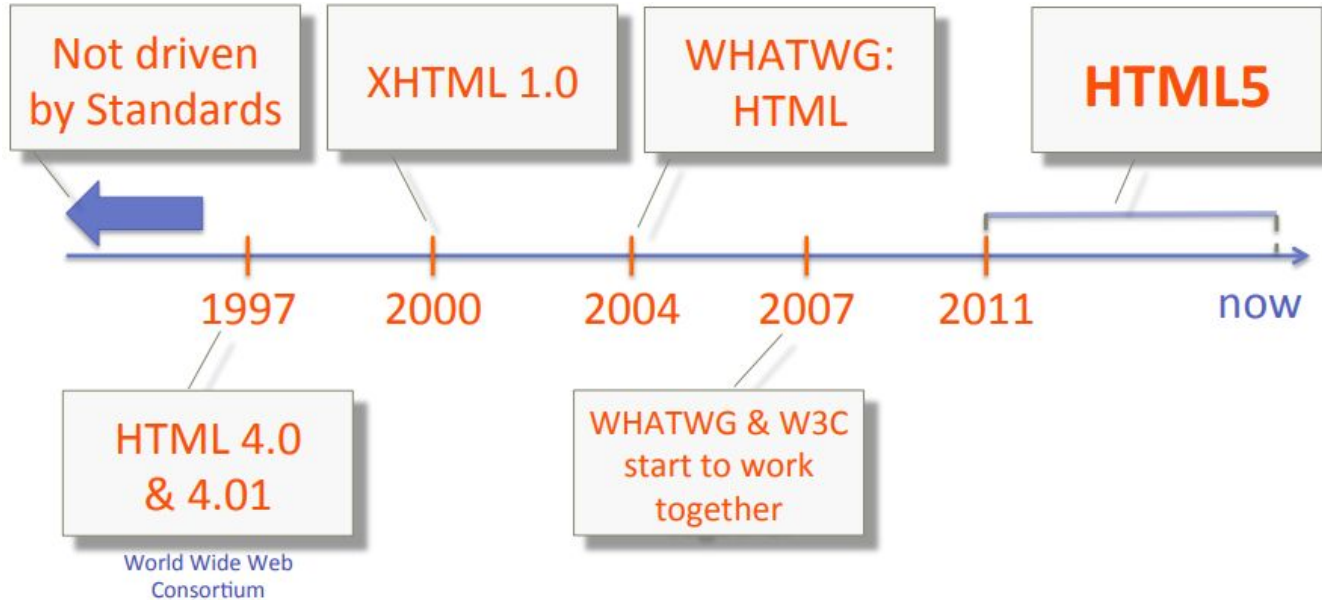 Not driven
by Standards
XHTML 1.0
WHATWG:
HTML
HTML5
1997
2000
2004
2007
2011
now
HTML 4.0
& 4.01
WHATWG & W3C
start to work
together
World Wide Web
Consortium